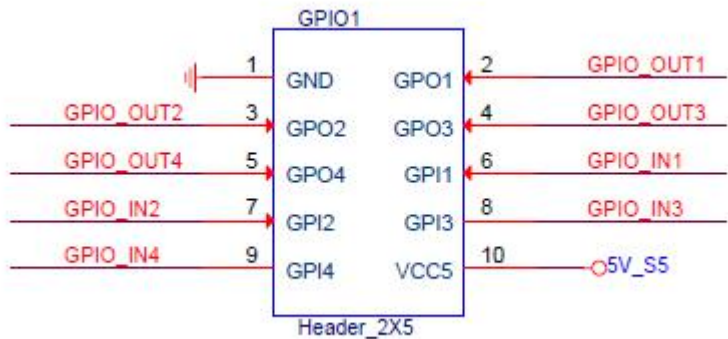 GPIO1
1 GND GPO1 2 GPIO_OUT1
GPIO_OUT2 3 GPO2 GPO3 4 GPIO_OUT3
GPIO_OUT4 5 GPO4 GPI1 6 GPIO_IN1
GPIO_IN2 7 GPI2 GPI3 8 GPIO_IN3
GPIO_IN4 9 GPI4 VCC5 10 5V_S5
Header_2X5